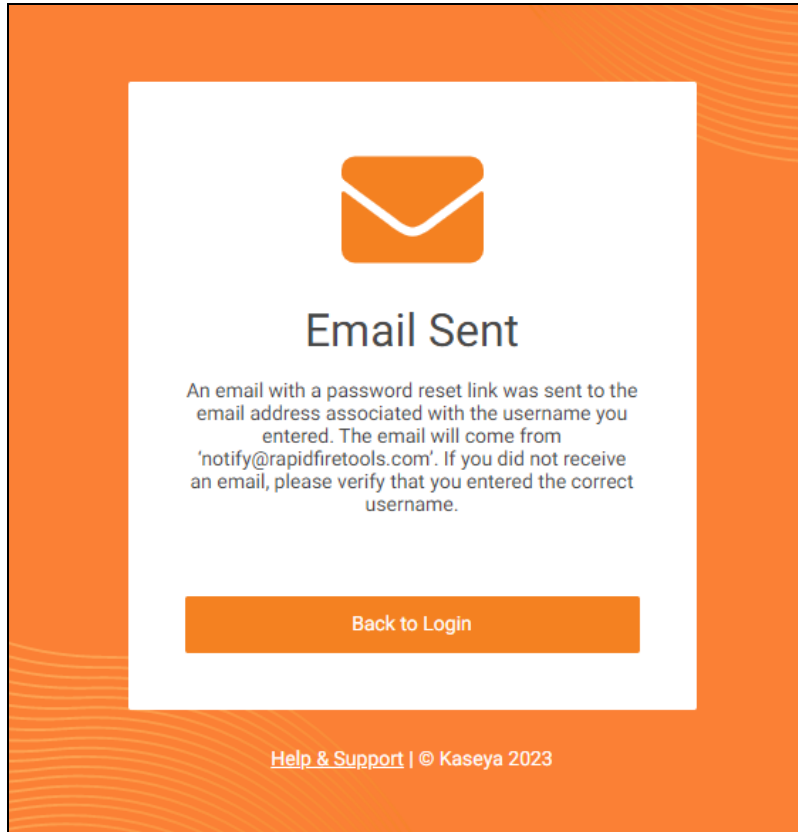 Email Sent
An email with a password reset link was sent to the
email address associated with the username you
entered. The email will come from
‘notify@rapidfiretools.com’. If you did not receive
an email, please verify that you entered the correct
username.
Back to Login
Help & Support | © Kaseya 2023